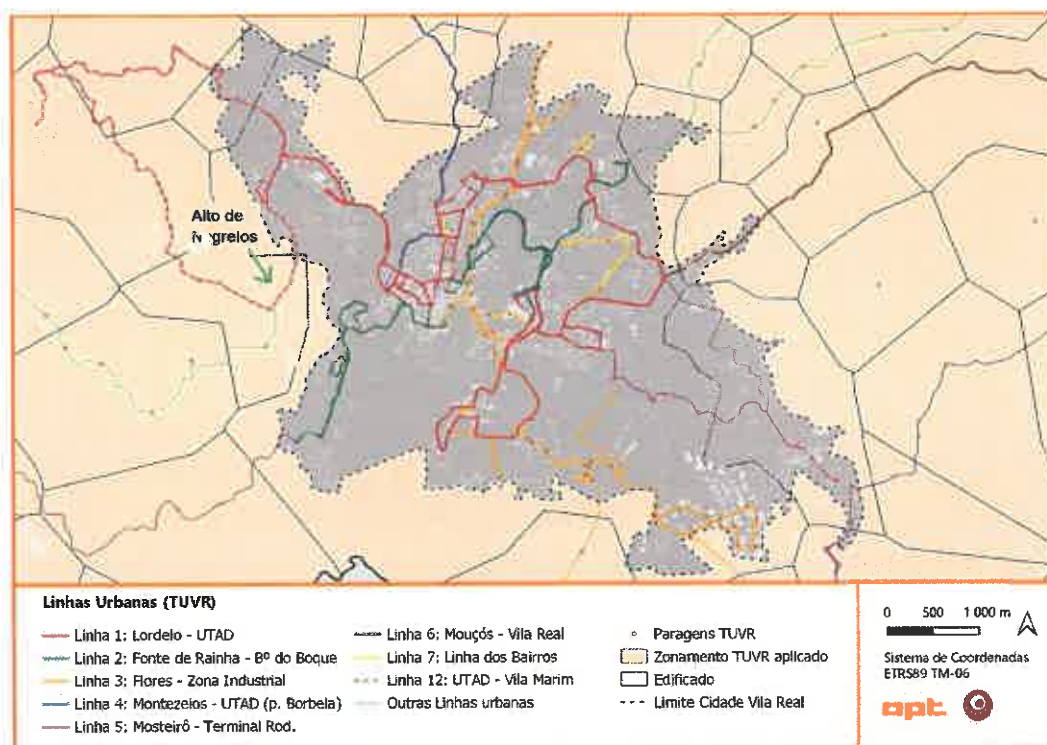 Alto de
Linhas Urbanas (TUVR)
Linha 1: Lordelo - UTAD
Linha 2: Fonte de Rainha - Bº do Boque
Linha 3: Flores - Zona Industrial
Linha 4: Montezelos - UTAD (p. Borbela)
Linha 5: Mosteirô - Terminal Rod.
Linha 6: Mouçós - Vila Real
Linha 7: Linha dos Bairros
Linha 12: UTAD - Vila Marim
Outras Linhas urbanas
Paragens TUVR
Zonamento TUVR aplicado
Edificado
Limite Cidade Vila Real
0 500 1 000 m
Sistema de Coordenadas
ETRS89 TM-06
apt